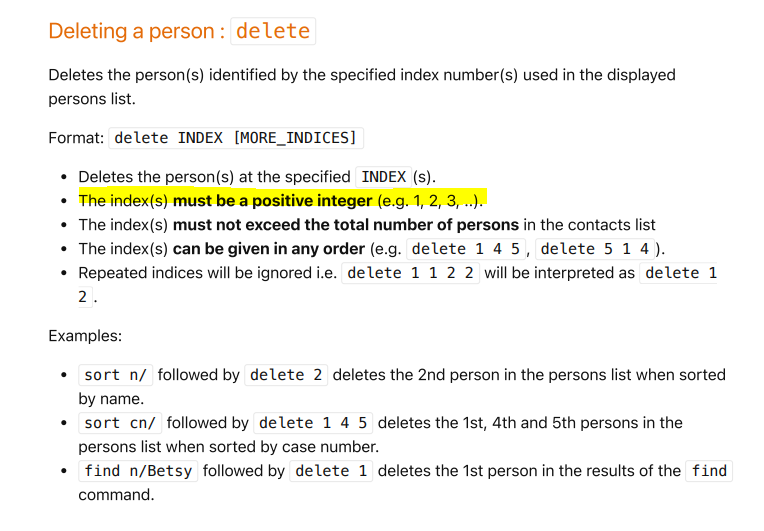 Deleting a person : delete
Deletes the person(s) identified by the specified index number(s) used in the displayed
persons list.
Format: delete INDEX [MORE_INDICES]
• Deletes the person(s) at the specified INDEX (s).
• The index(s) must be a positive integer (e.g. 1, 2, 3, ..).
• The index(s) must not exceed the total number of persons in the contacts list
• The index(s) can be given in any order (e.g. delete 1 4 5 , delete 5 1 4 ).
• Repeated indices will be ignored i.e. delete 1 1 2 2 will be interpreted as delete 1
2 .
Examples:
• sort n/ followed by delete 2 deletes the 2nd person in the persons list when sorted
by name.
• sort cn/ followed by delete 1 4 5 deletes the 1st, 4th and 5th persons in the
persons list when sorted by case number.
• find n/Betsy followed by delete 1 deletes the 1st person in the results of the find
command.